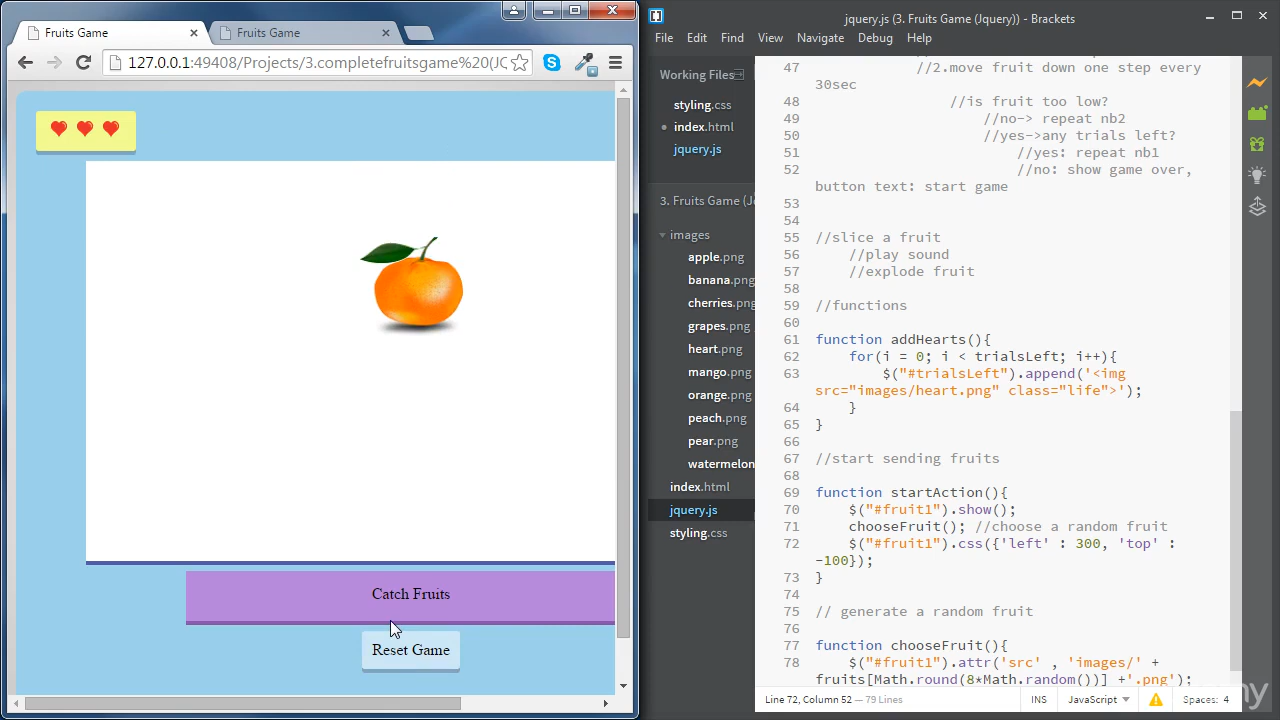 Fruits Game
Fruits Game
127.0.0.1:49408/Projects/3.completefruitsgame%20(JQ
Catch Fruits
Reset Game
jquery.js (3. Fruits Game (Jquery)) - Brackets
File Edit Find View Navigate Debug Help
Working Files
styling.css
index.html
jquery.js
3. Fruits Game (J
images
apple.png
banana.png
cherries.png
grapes.png
heart.png
mango.png
orange.png
peach.png
pear.png
watermelon
index.html
jquery.js
styling.css
47 //2.move fruit down one step every
30sec
48 //is fruit too low?
49 //no-> repeat nb2
50 //yes->any trials left?
51 //yes: repeat nb1
52 //no: show game over,
button text: start game
53
54
55 //slice a fruit
56 //play sound
57 //explode fruit
58
59 //functions
60
61 function addHearts(){
62 for(i = 0; i < trialsLeft; i++){
63 $("#trialsLeft").append('<img
src="images/heart.png" class="life">');
64 }
65 }
66
67 //start sending fruits
68
69 function startAction(){
70 $("#fruit1").show();
71 chooseFruit(); //choose a random fruit
72 $("#fruit1").css({'left' : 300, 'top' :
-100});
73 }
74
75 // generate a random fruit
76
77 function chooseFruit(){
78 $("#fruit1").attr('src' , 'images/' +
fruits[Math.round(8*Math.random())] +'.png');
Line 72, Column 52 — 79 Lines
INS
JavaScript
Spaces: 4